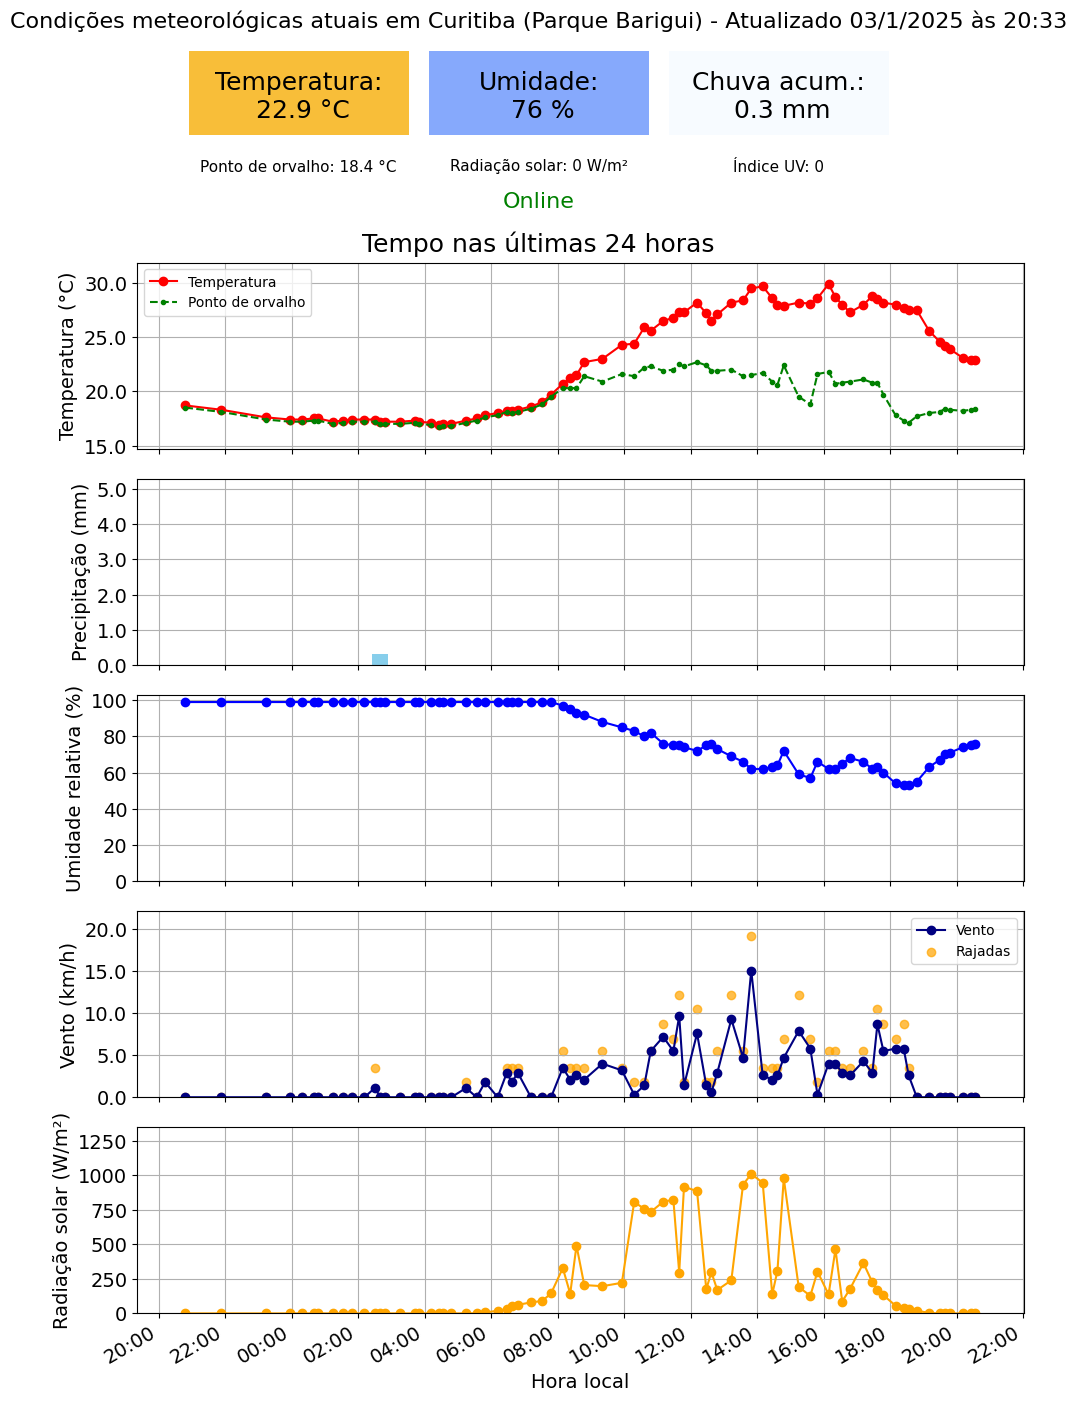 Condições meteorológicas atuais em Curitiba (Parque Barigui) - Atualizado 03/1/2025 às 20:33
Temperatura:
22.9 °C
Umidade:
76 %
Chuva acum.:
0.3 mm
Ponto de orvalho: 18.4 °C
Radiação solar: 0 W/m²
Índice UV: 0
Online
Tempo nas últimas 24 horas
Temperatura (°C)
30.0
25.0
20.0
15.0
Temperatura
Ponto de orvalho
Precipitação (mm)
5.0
4.0
3.0
2.0
1.0
0.0
Umidade relativa (%)
100
80
60
40
20
0
Vento (km/h)
20.0
15.0
10.0
5.0
0.0
Vento
Rajadas
Radiação solar (W/m²)
1250
1000
750
500
250
0
20:00
22:00
00:00
02:00
04:00
06:00
08:00
10:00
12:00
14:00
16:00
18:00
20:00
22:00
Hora local